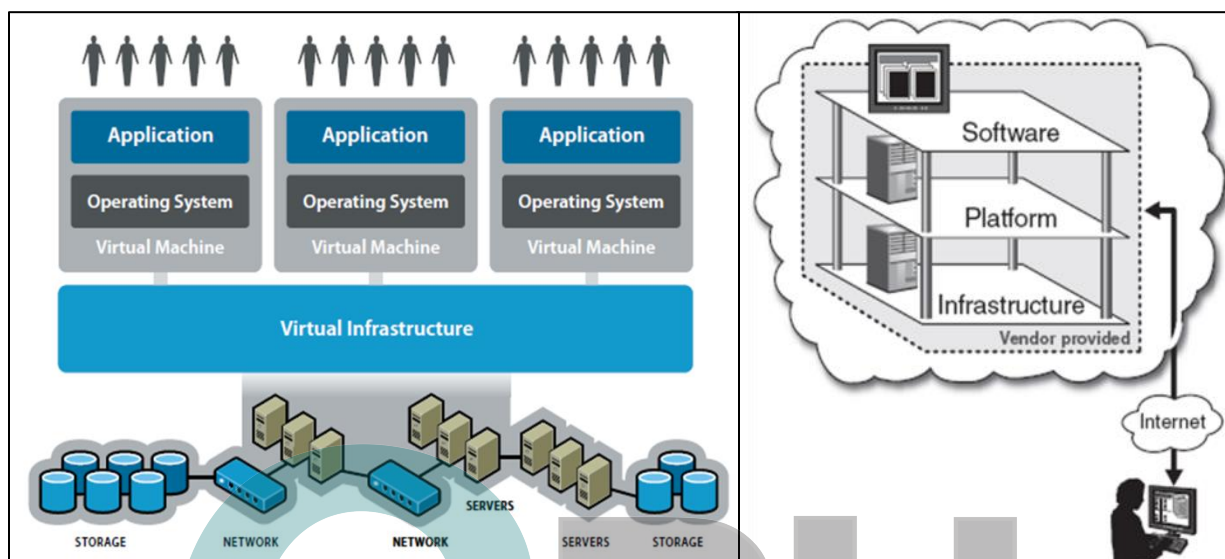 Application
Application
Application
Operating System
Operating System
Operating System
Virtual Machine
Virtual Machine
Virtual Machine
Virtual Infrastructure
SERVERS
STORAGE
NETWORK
NETWORK
SERVERS
STORAGE
Software
Platform
Infrastructure
Vendor provided
Internet